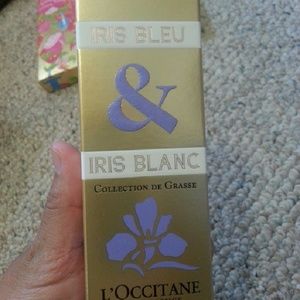 IRIS BLEU
&
IRIS BLANC
COLLECTION DE GRASSE
L'OCCITANE